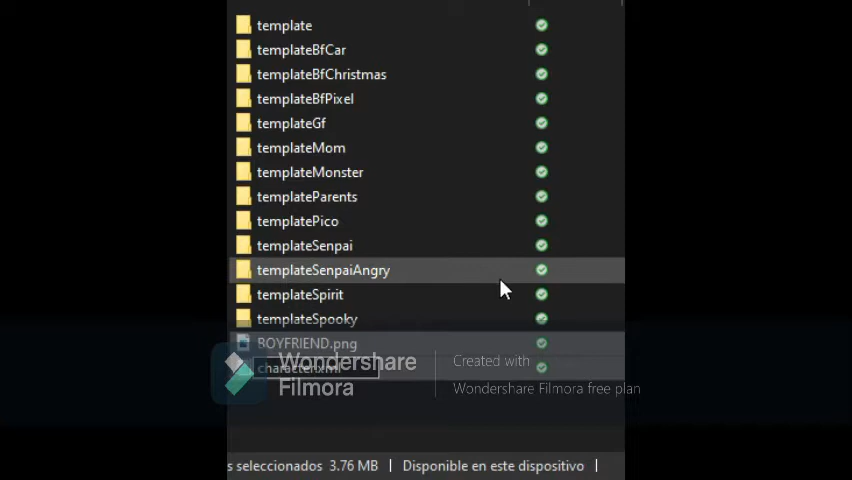 template
templateBfCar
templateBfChristmas
templateBfPixel
templateGf
templateMom
templateMonster
templateParents
templatePico
templateSenpai
templateSenpaiAngry
templateSpirit
templateSpooky
BOYFRIEND.png
Wondershare Filmora
Created with
Wondershare Filmora free plan
s seleccionados 3.76 MB | Disponible en este dispositivo |